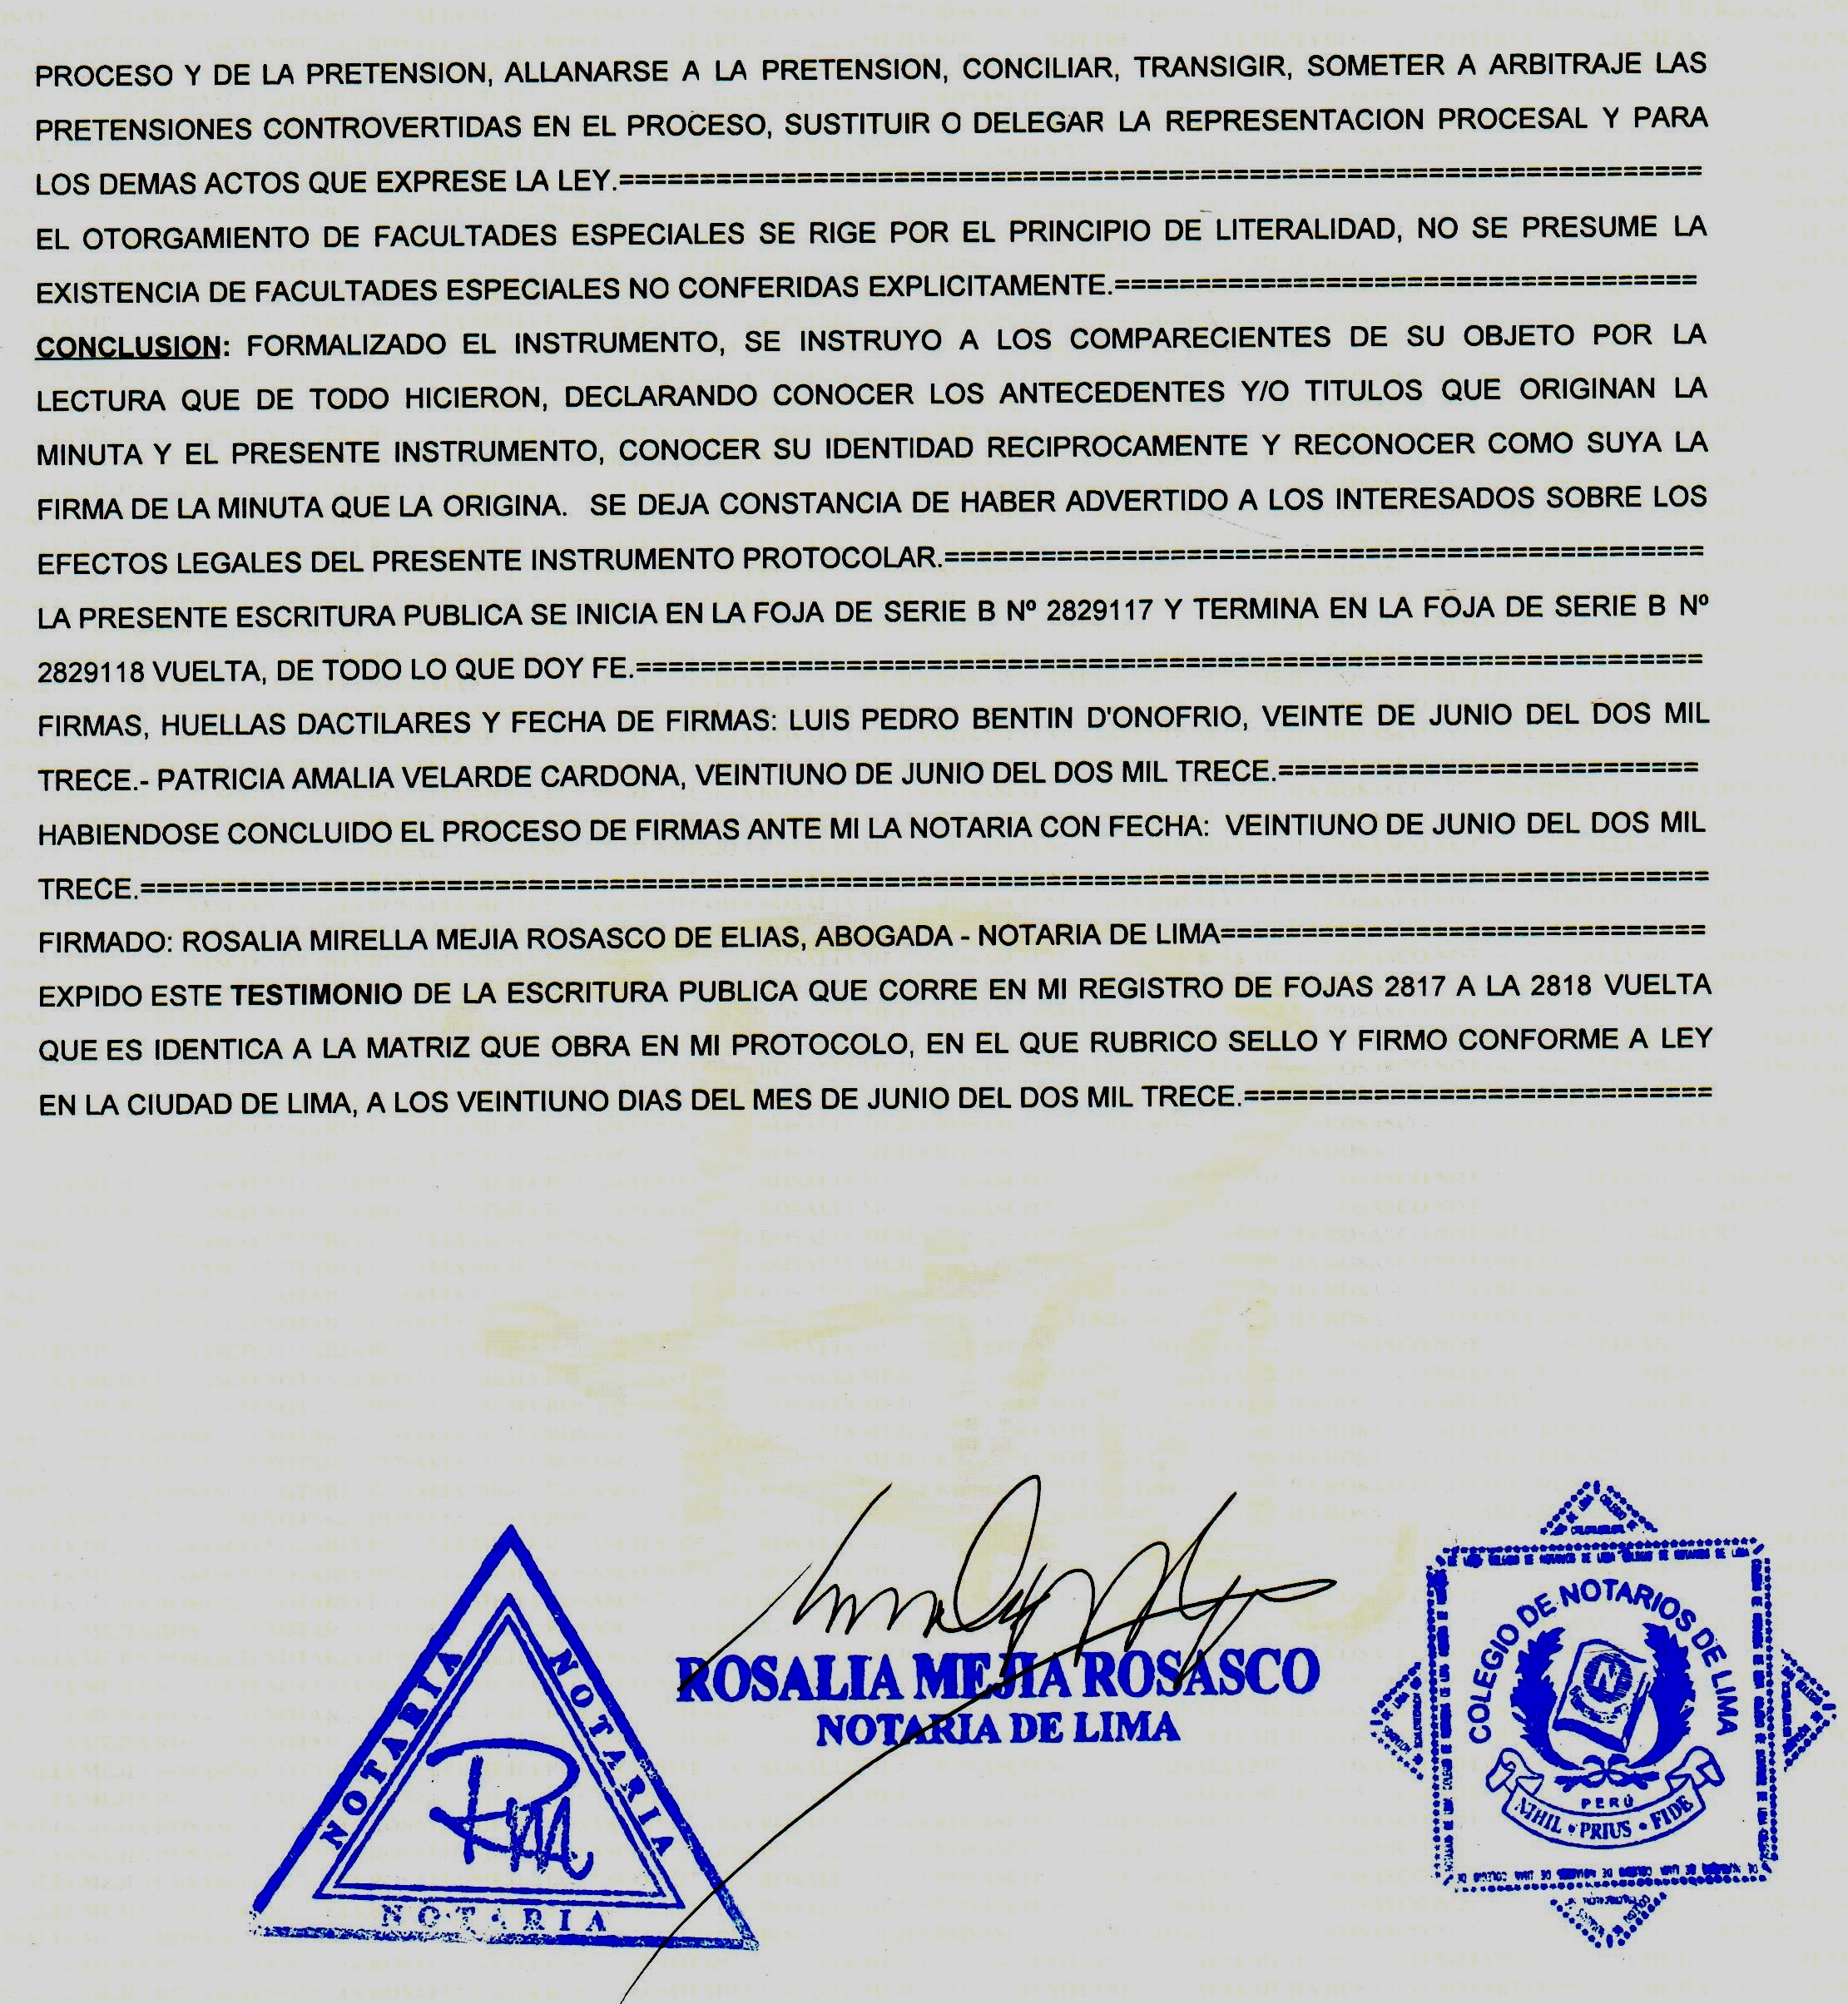 PROCESO Y DE LA PRETENSION, ALLANARSE A LA PRETENSION, CONCILIAR, TRANSIGIR, SOMETER A ARBITRAJE LAS
PRETENSIONES CONTROVERTIDAS EN EL PROCESO, SUSTITUIR O DELEGAR LA REPRESENTACION PROCESAL Y PARA
LOS DEMAS ACTOS QUE EXPRESE LA LEY.==================================================================
EL OTORGAMIENTO DE FACULTADES ESPECIALES SE RIGE POR EL PRINCIPIO DE LITERALIDAD, NO SE PRESUME LA
EXISTENCIA DE FACULTADES ESPECIALES NO CONFERIDAS EXPLICITAMENTE.====================================
CONCLUSION: FORMALIZADO EL INSTRUMENTO, SE INSTRUYO A LOS COMPARECIENTES DE SU OBJETO POR LA
LECTURA QUE DE TODO HICIERON, DECLARANDO CONOCER LOS ANTECEDENTES Y/O TITULOS QUE ORIGINAN LA
MINUTA Y EL PRESENTE INSTRUMENTO, CONOCER SU IDENTIDAD RECIPROCAMENTE Y RECONOCER COMO SUYA LA
FIRMA DE LA MINUTA QUE LA ORIGINA. SE DEJA CONSTANCIA DE HABER ADVERTIDO A LOS INTERESADOS SOBRE LOS
EFECTOS LEGALES DEL PRESENTE INSTRUMENTO PROTOCOLAR.===============================================
LA PRESENTE ESCRITURA PUBLICA SE INICIA EN LA FOJA DE SERIE B Nº 2829117 Y TERMINA EN LA FOJA DE SERIE B Nº
2829118 VUELTA, DE TODO LO QUE DOY FE.=================================================================
FIRMAS, HUELLAS DACTILARES Y FECHA DE FIRMAS: LUIS PEDRO BENTIN D'ONOFRIO, VEINTE DE JUNIO DEL DOS MIL
TRECE.- PATRICIA AMALIA VELARDE CARDONA, VEINTIUNO DE JUNIO DEL DOS MIL TRECE.==========================
HABIENDOSE CONCLUIDO EL PROCESO DE FIRMAS ANTE MI LA NOTARIA CON FECHA: VEINTIUNO DE JUNIO DEL DOS MIL
TRECE.================================================================================================
FIRMADO: ROSALIA MIRELLA MEJIA ROSASCO DE ELIAS, ABOGADA - NOTARIA DE LIMA==============================
EXPIDO ESTE TESTIMONIO DE LA ESCRITURA PUBLICA QUE CORRE EN MI REGISTRO DE FOJAS 2817 A LA 2818 VUELTA
QUE ES IDENTICA A LA MATRIZ QUE OBRA EN MI PROTOCOLO, EN EL QUE RUBRICO SELLO Y FIRMO CONFORME A LEY
EN LA CIUDAD DE LIMA, A LOS VEINTIUNO DIAS DEL MES DE JUNIO DEL DOS MIL TRECE.=============================
NOTARIA
NOTARIA
NOTARIA
ROSALIA MEJIA ROSASCO
NOTARIA DE LIMA
COLEGIO DE NOTARIOS DE LIMA
N
PERÚ
NIHIL • PRIUS • FIDE